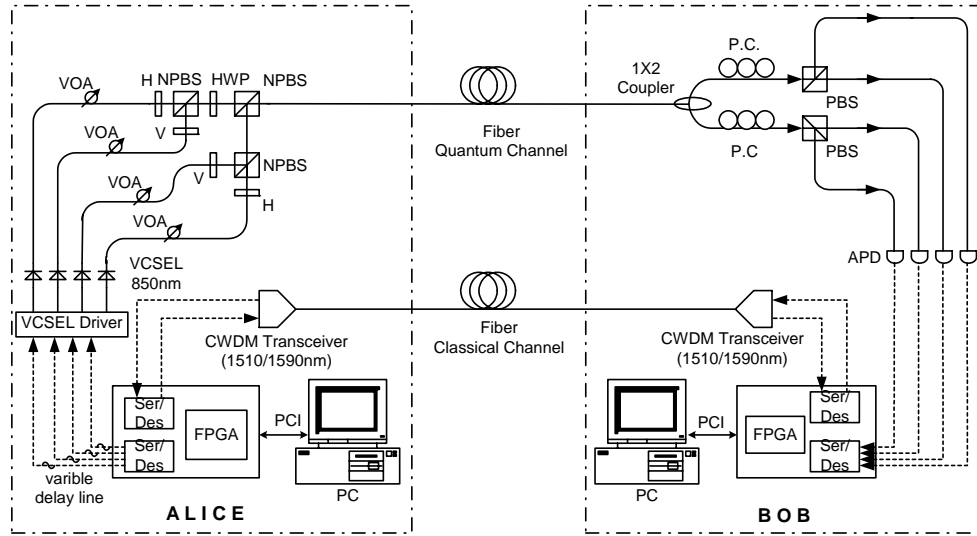 ALICE
BOB
VOA
H NPBS HWP NPBS
V
VOA
VOA
V
NPBS
H
VOA
VCSEL
850nm
VCSEL Driver
CWDM Transceiver
(1510/1590nm)
Ser/
Des
FPGA
Ser/
Des
PCI
PC
varible
delay line
Fiber
Quantum Channel
Fiber
Classical Channel
1X2
Coupler
P.C.
PBS
P.C
PBS
APD
CWDM Transceiver
(1510/1590nm)
PCI
PC
FPGA
Ser/
Des
Ser/
Des
A L I C E
B O B